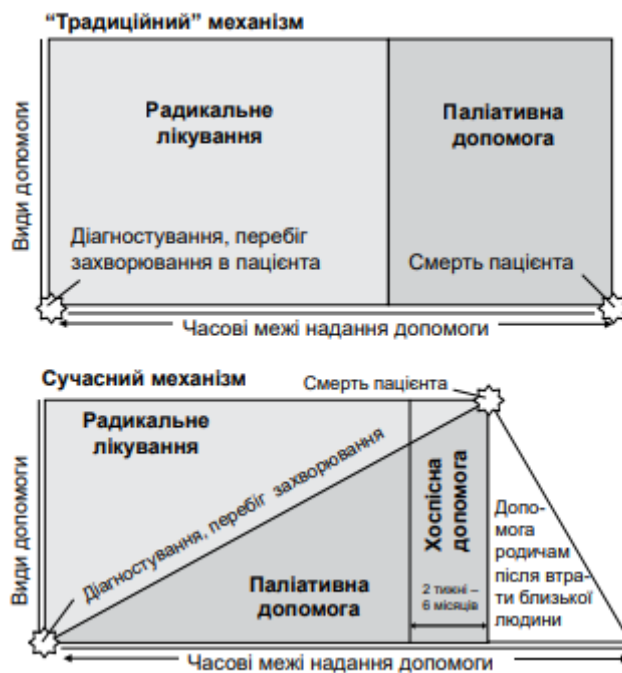 “Традиційний” механізм
Види допомоги
Радикальне
лікування
Паліативна
допомога
Діагностування, перебіг
захворювання в пацієнта
Смерть пацієнта
Часові межі надання допомоги
Сучасний механізм
Смерть пацієнта
Види допомоги
Радикальне
лікування
Діагностування, перебіг захворювання
Паліативна
допомога
Хоспісна
допомога
2 тижні –
6 місяців
Допо-
мога
родичам
після втра-
ти близької
людини
Часові межі надання допомоги